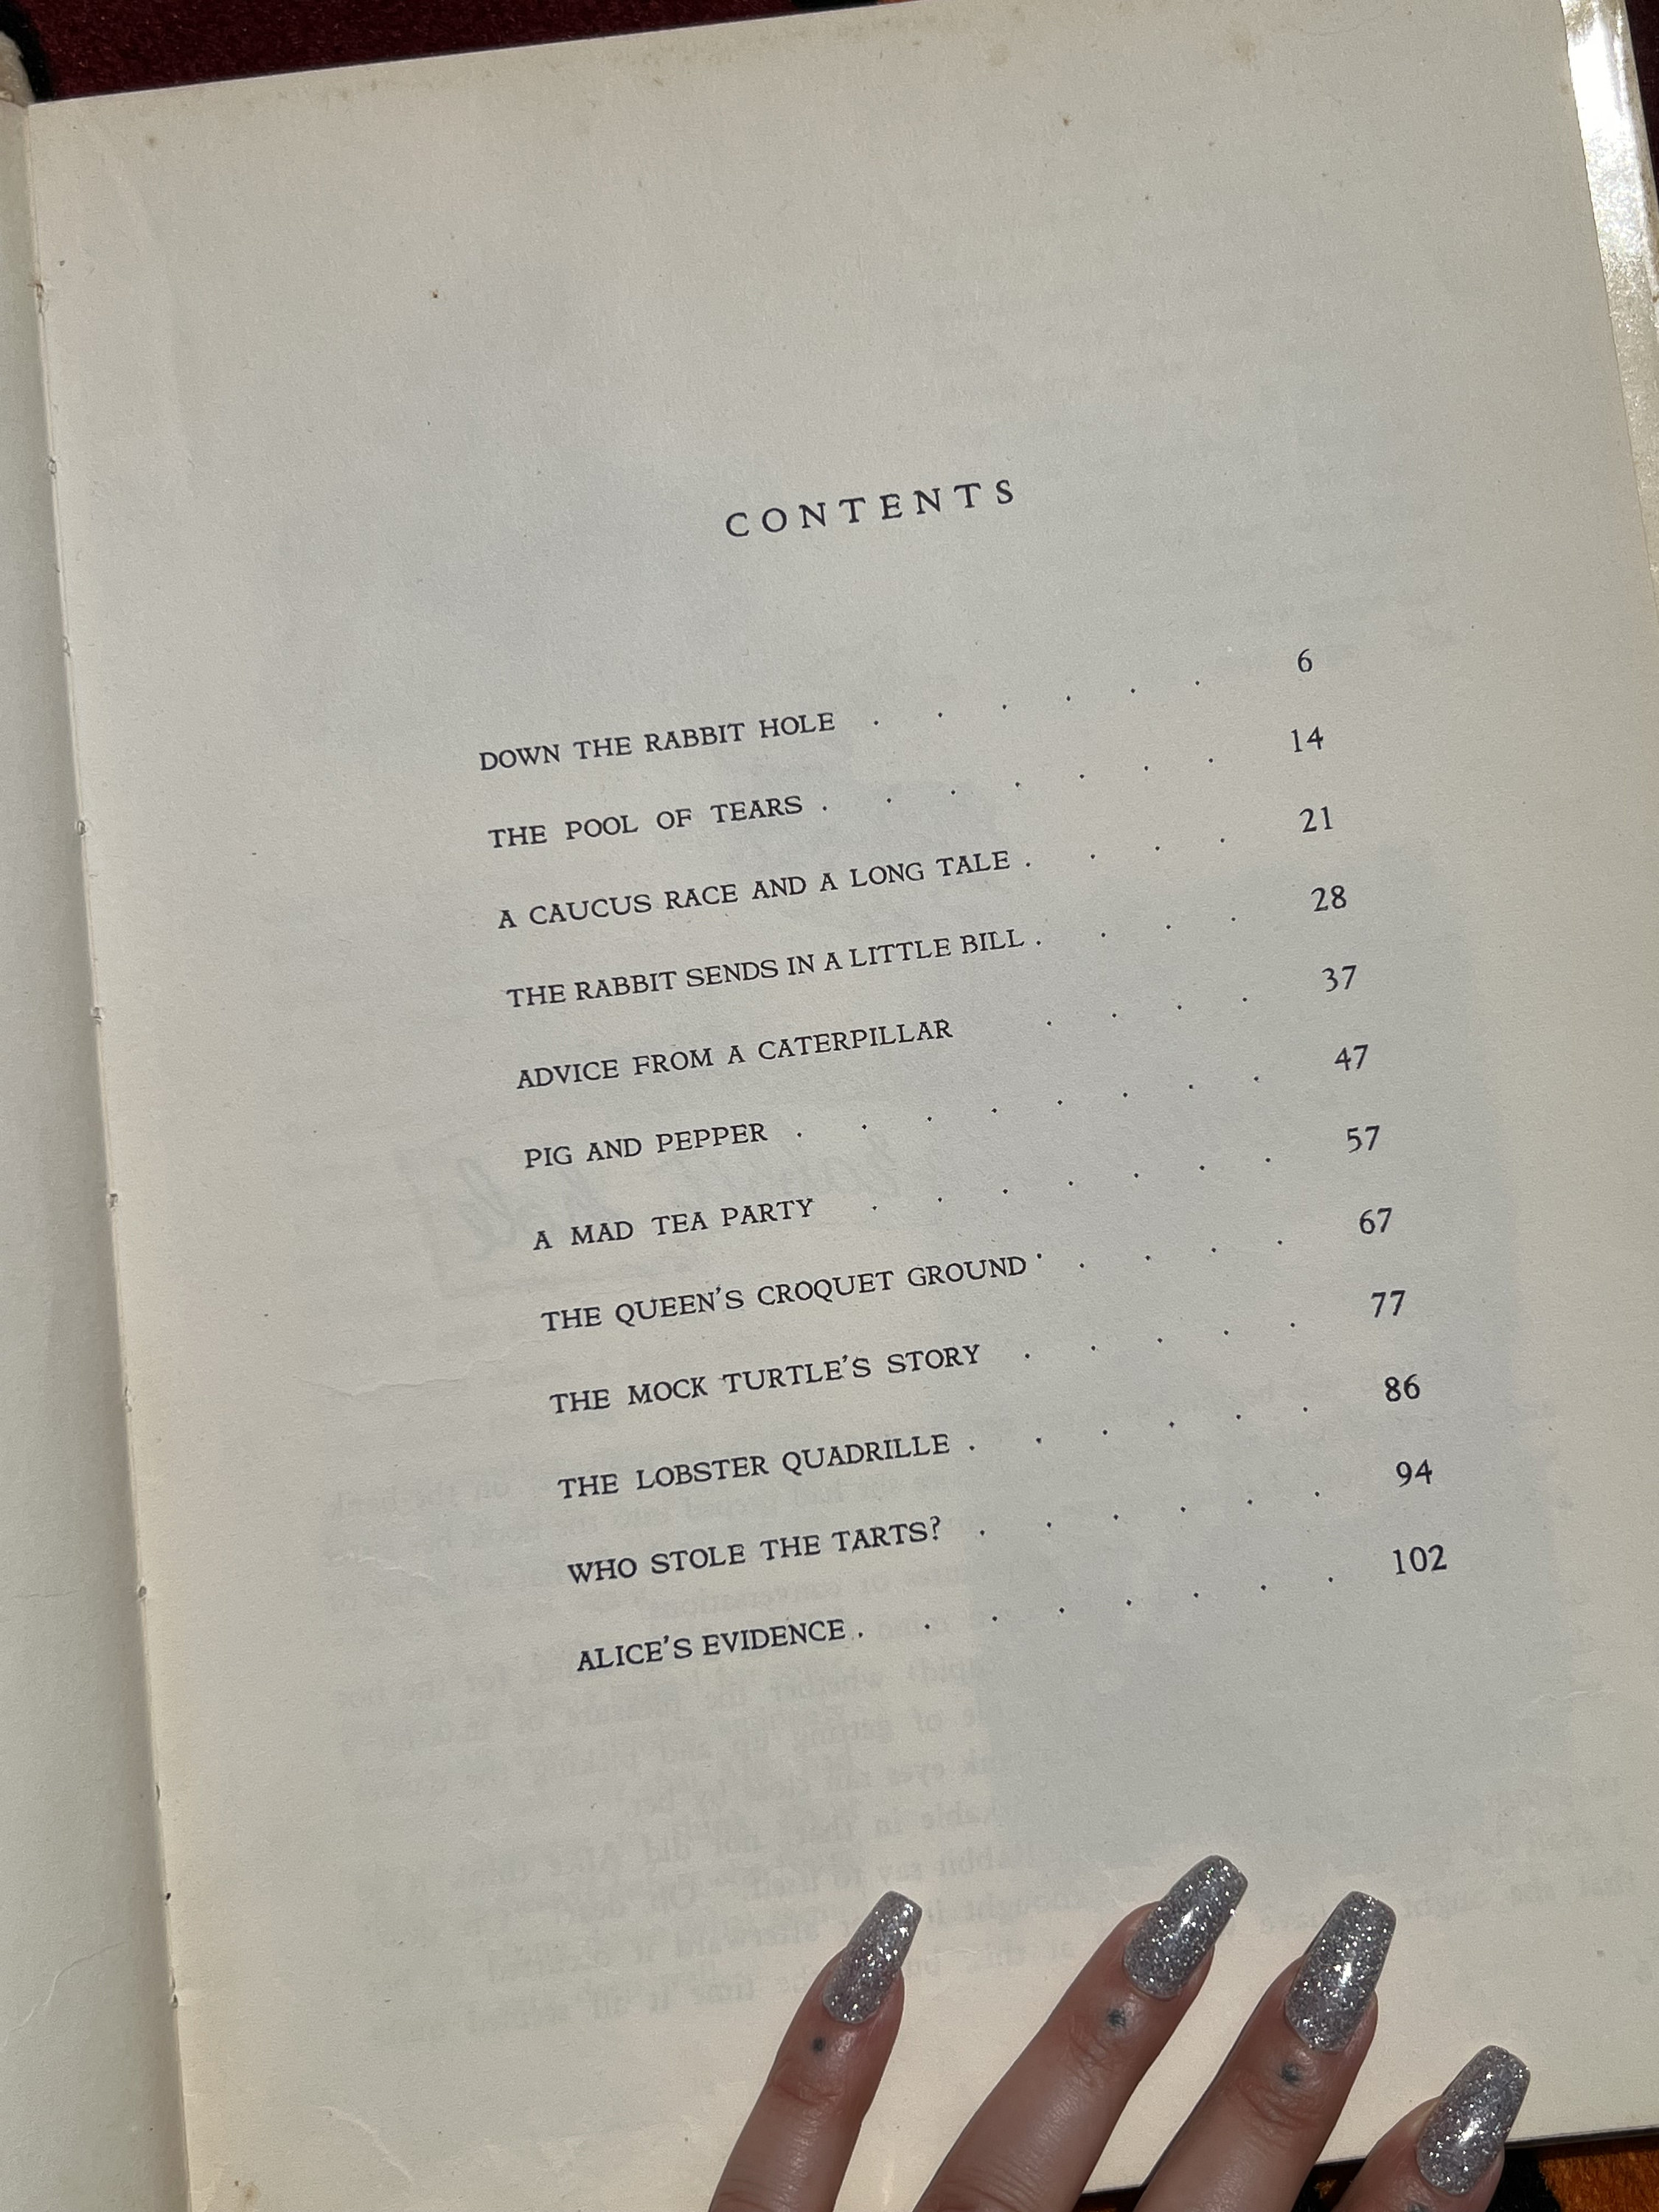 CONTENTS
DOWN THE RABBIT HOLE . . . . . . 6
THE POOL OF TEARS . . . . . . . 14
A CAUCUS RACE AND A LONG TALE . . . . 21
THE RABBIT SENDS IN A LITTLE BILL . . . . 28
ADVICE FROM A CATERPILLAR . . . . 37
PIG AND PEPPER . . . . . . . . 47
A MAD TEA PARTY . . . . . . . 57
THE QUEEN'S CROQUET GROUND . . . . . 67
THE MOCK TURTLE'S STORY . . . . . 77
THE LOBSTER QUADRILLE . . . . . . 86
WHO STOLE THE TARTS? . . . . . . 94
ALICE'S EVIDENCE . . . . . . . . 102